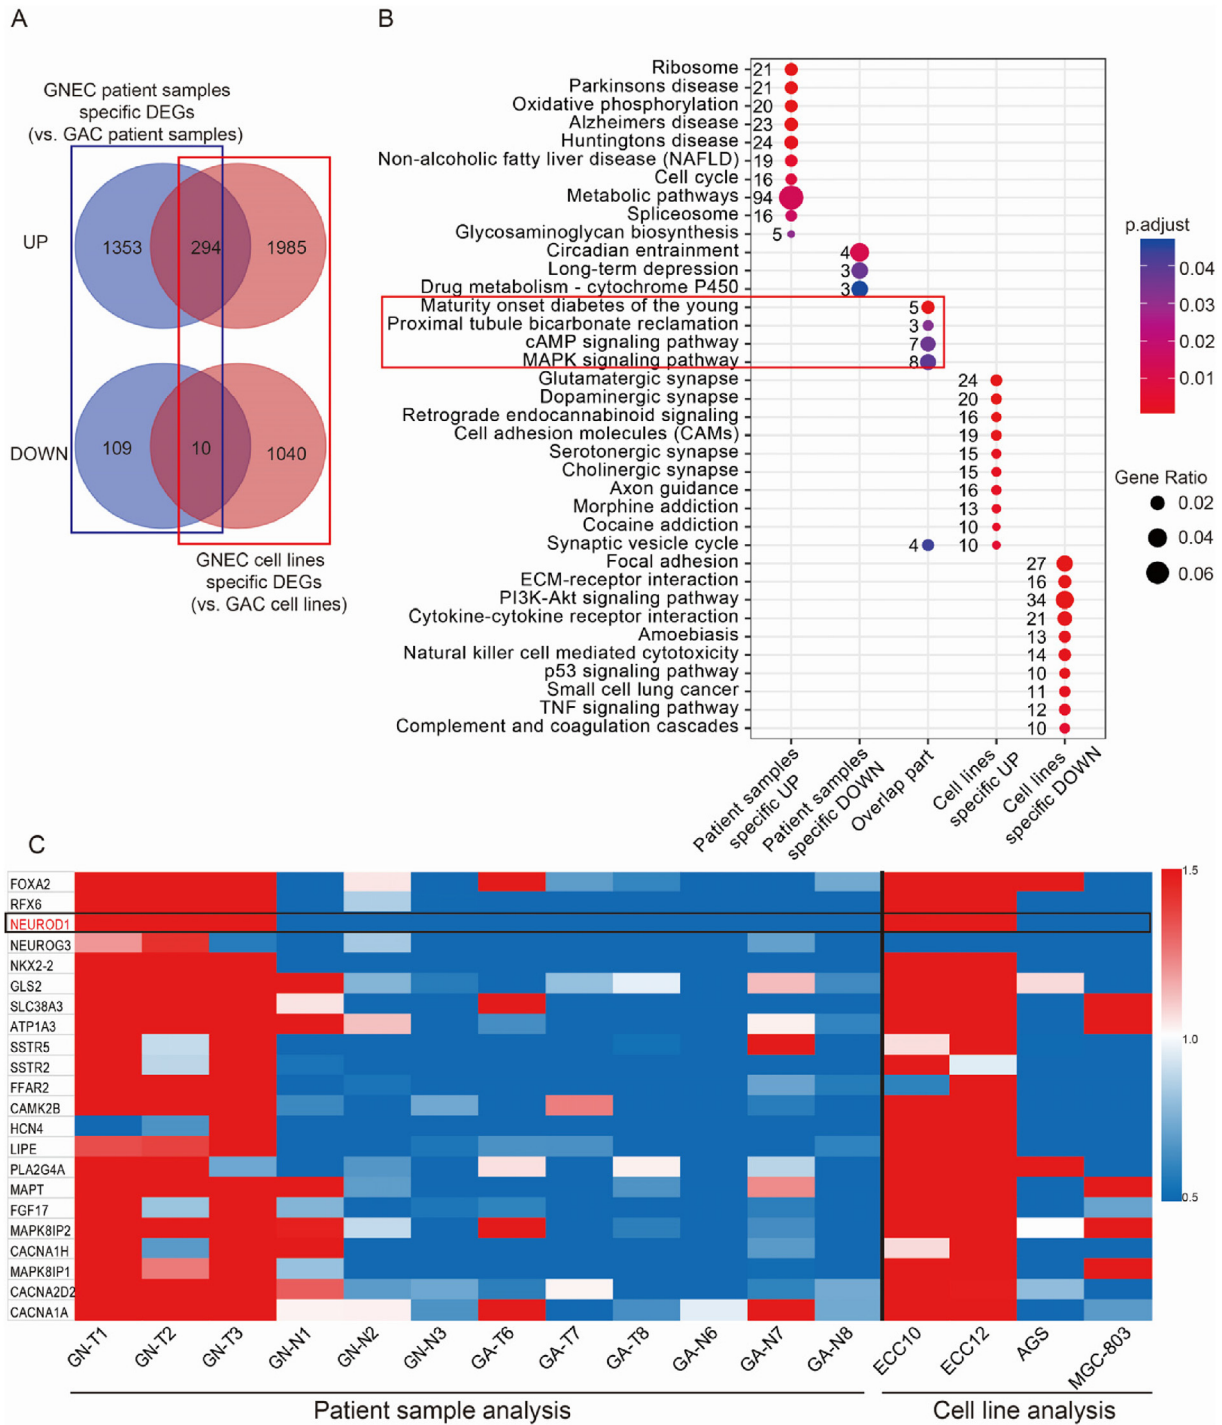 A
GNEC patient samples
specific DEGs
(vs. GAC patient samples)
UP
1353
294
1985
DOWN
109
10
1040
GNEC cell lines
specific DEGs
(vs. GAC cell lines)
B
Ribosome 21
Parkinsons disease 21
Oxidative phosphorylation 20
Alzheimers disease 23
Huntingtons disease 24
Non-alcoholic fatty liver disease (NAFLD) 19
Cell cycle 16
Metabolic pathways 94
Spliceosome 16
Glycosaminoglycan biosynthesis 5
Circadian entrainment 4
Long-term depression 3
Drug metabolism - cytochrome P450 3
Maturity onset diabetes of the young 5
Proximal tubule bicarbonate reclamation 3
cAMP signaling pathway 7
MAPK signaling pathway 8
Glutamatergic synapse 24
Dopaminergic synapse 20
Retrograde endocannabinoid signaling 16
Cell adhesion molecules (CAMs) 19
Serotonergic synapse 15
Cholinergic synapse 15
Axon guidance 16
Morphine addiction 13
Cocaine addiction 10
Synaptic vesicle cycle 4 10
Focal adhesion 27
ECM-receptor interaction 16
PI3K-Akt signaling pathway 34
Cytokine-cytokine receptor interaction 21
Amoebiasis 13
Natural killer cell mediated cytotoxicity 14
p53 signaling pathway 10
Small cell lung cancer 11
TNF signaling pathway 12
Complement and coagulation cascades 10
Patient samples
specific UP
Patient samples
specific DOWN
Overlap part
Cell lines
specific UP
Cell lines
specific DOWN
p.adjust
0.04
0.03
0.02
0.01
Gene Ratio
0.02
0.04
0.06
C
FOXA2
RFX6
NEUROD1
NEUROG3
NKX2-2
GLS2
SLC38A3
ATP1A3
SSTR5
SSTR2
FFAR2
CAMK2B
HCN4
LIPE
PLA2G4A
MAPT
FGF17
MAPK8IP2
CACNA1H
MAPK8IP1
CACNA2D2
CACNA1A
1.5
1.0
0.5
GN-T1
GN-T2
GN-T3
GN-N1
GN-N2
GN-N3
GA-T6
GA-T7
GA-T8
GA-N6
GA-N7
GA-N8
ECC10
ECC12
AGS
MGC-803
Patient sample analysis
Cell line analysis